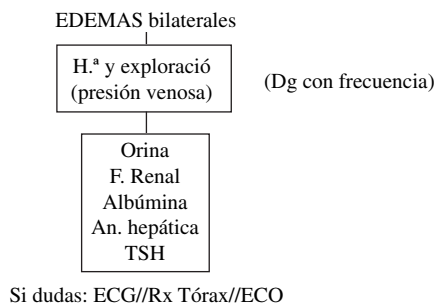 EDEMAS bilaterales
H.ª y exploració
(presión venosa)
(Dg con frecuencia)
Orina
F. Renal
Albúmina
An. hepática
TSH
Si dudas: ECG//Rx Tórax//ECO